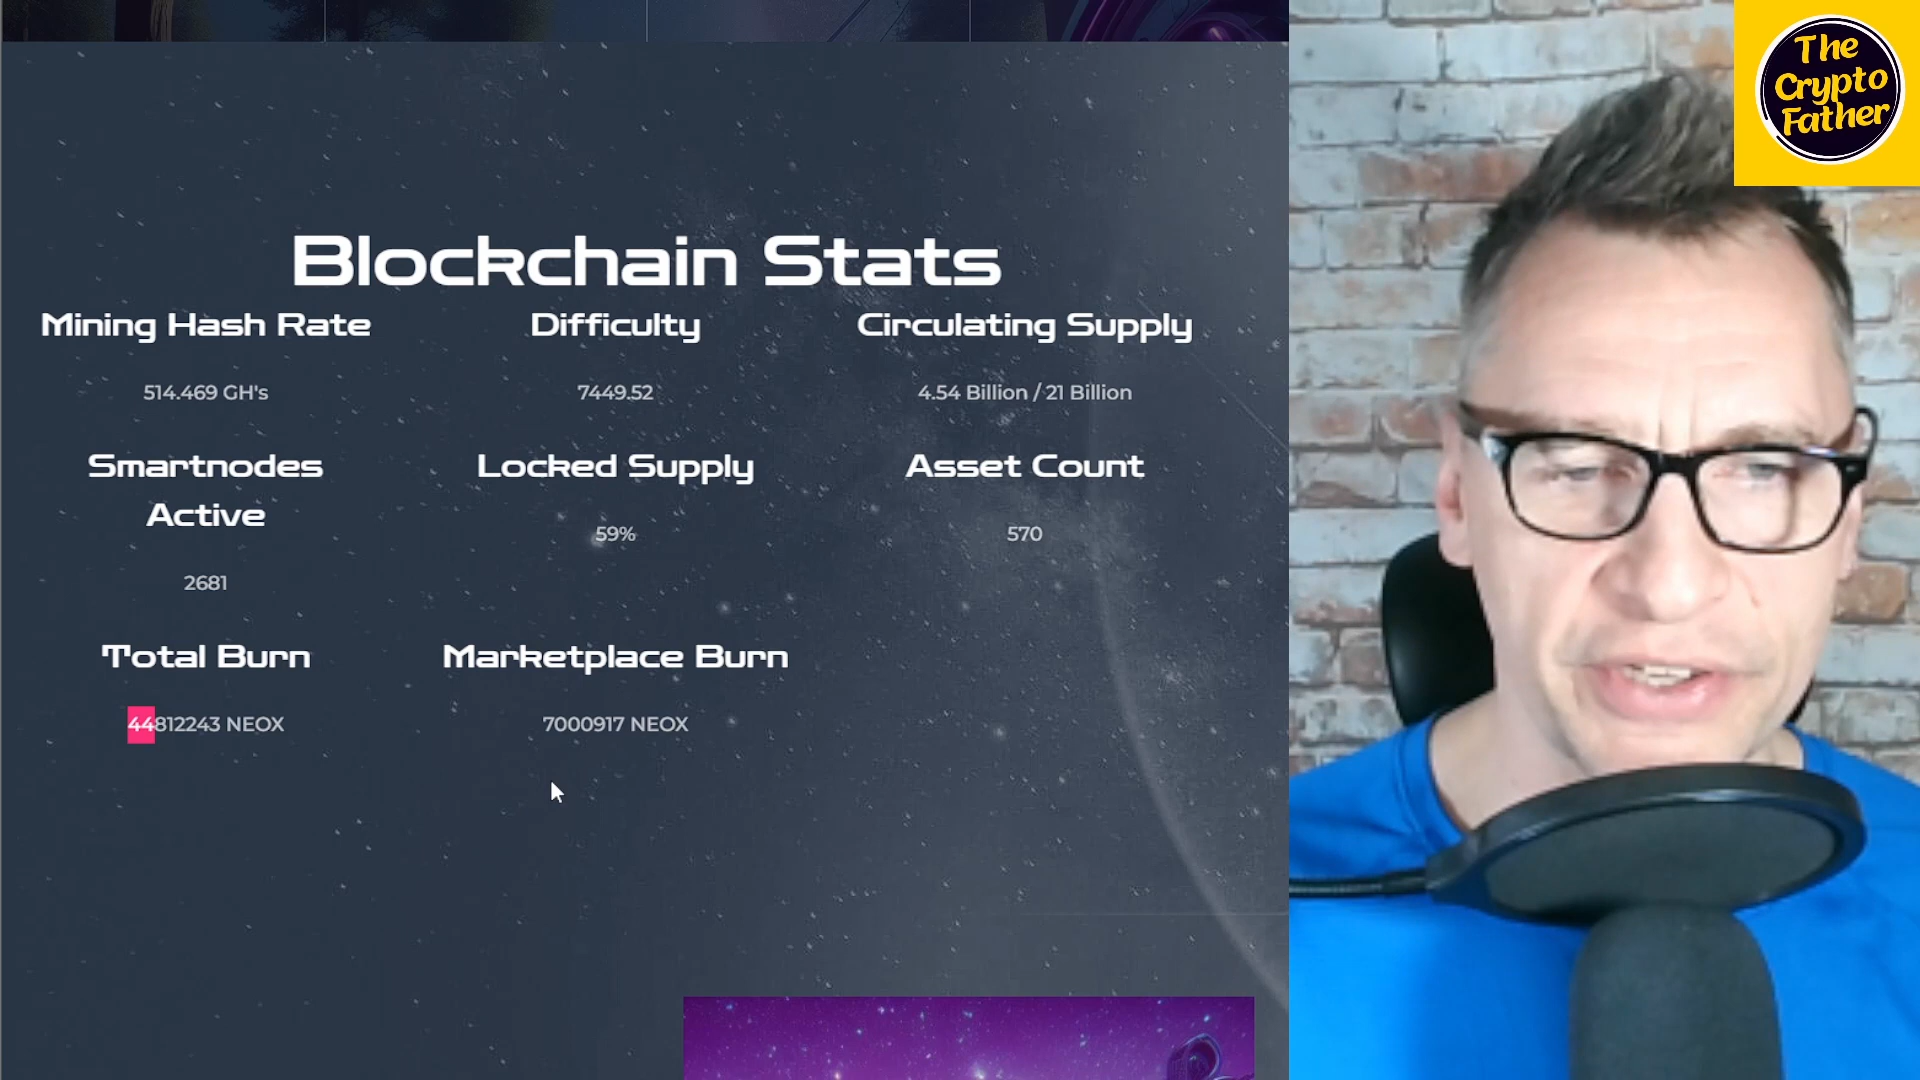 Blockchain Stats
Mining Hash Rate
514.469 GH's
Difficulty
7449.52
Circulating Supply
4.54 Billion / 21 Billion
Smartnodes
Active
2681
Locked Supply
59%
Asset Count
570
Total Burn
44812243 NEOX
Marketplace Burn
7000917 NEOX
The
Crypto
Father